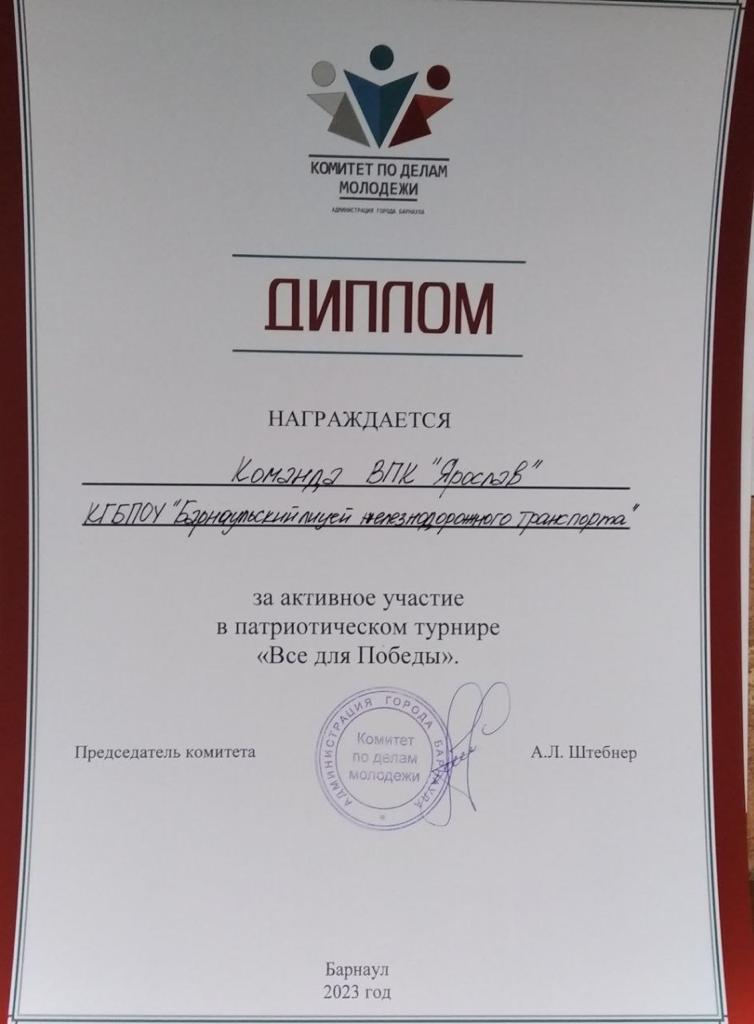 КОМИТЕТ ПО ДЕЛАМ
МОЛОДЕЖИ
АДМИНИСТРАЦИЯ ГОРОДА БАРНАУЛА
ДИПЛОМ
НАГРАЖДАЕТСЯ
Команда ВПК "Ярослав"
КГБПОУ "Барнаульский лицей железнодорожного транспорта"
за активное участие
в патриотическом турнире
«Все для Победы».
Председатель комитета
АДМИНИСТРАЦИЯ ГОРОДА БАРНАУЛА
Комитет
по делам
молодежи
А.Л. Штебнер
Барнаул
2023 год